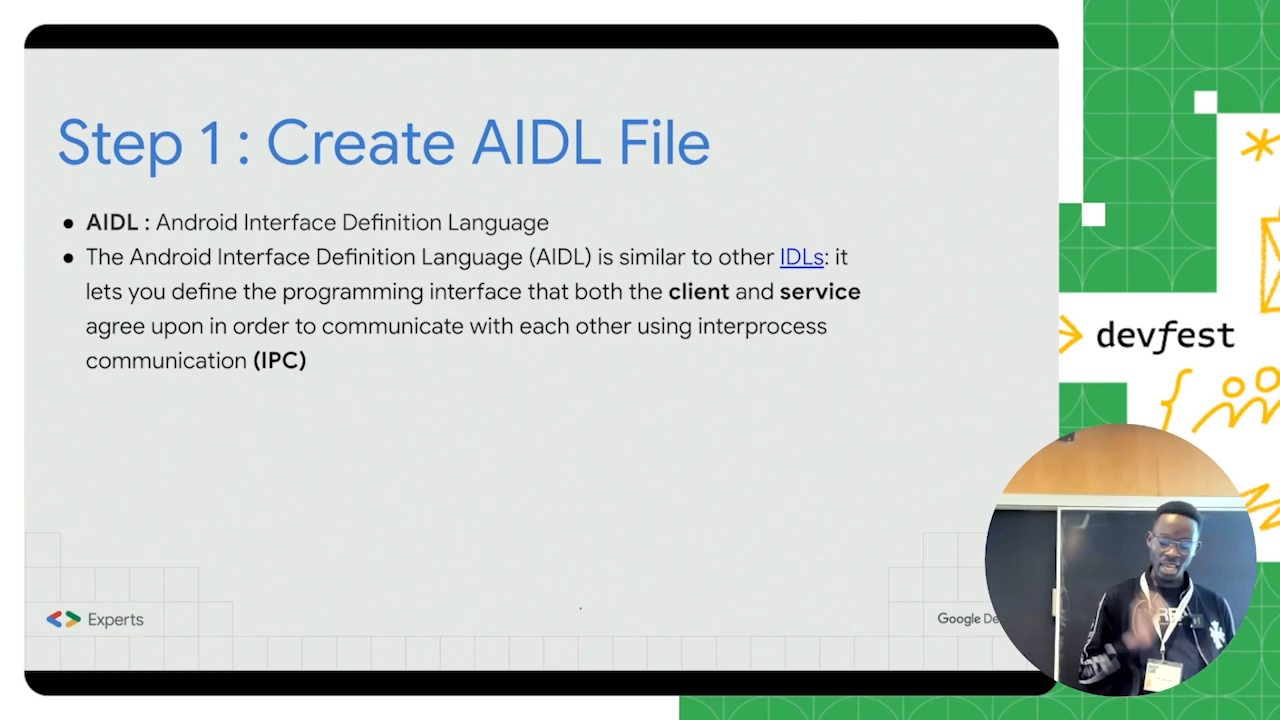 Step 1 : Create AIDL File
● AIDL : Android Interface Definition Language
● The Android Interface Definition Language (AIDL) is similar to other IDLs: it
lets you define the programming interface that both the client and service
agree upon in order to communicate with each other using interprocess
communication (IPC)
devfest
Experts
Google De